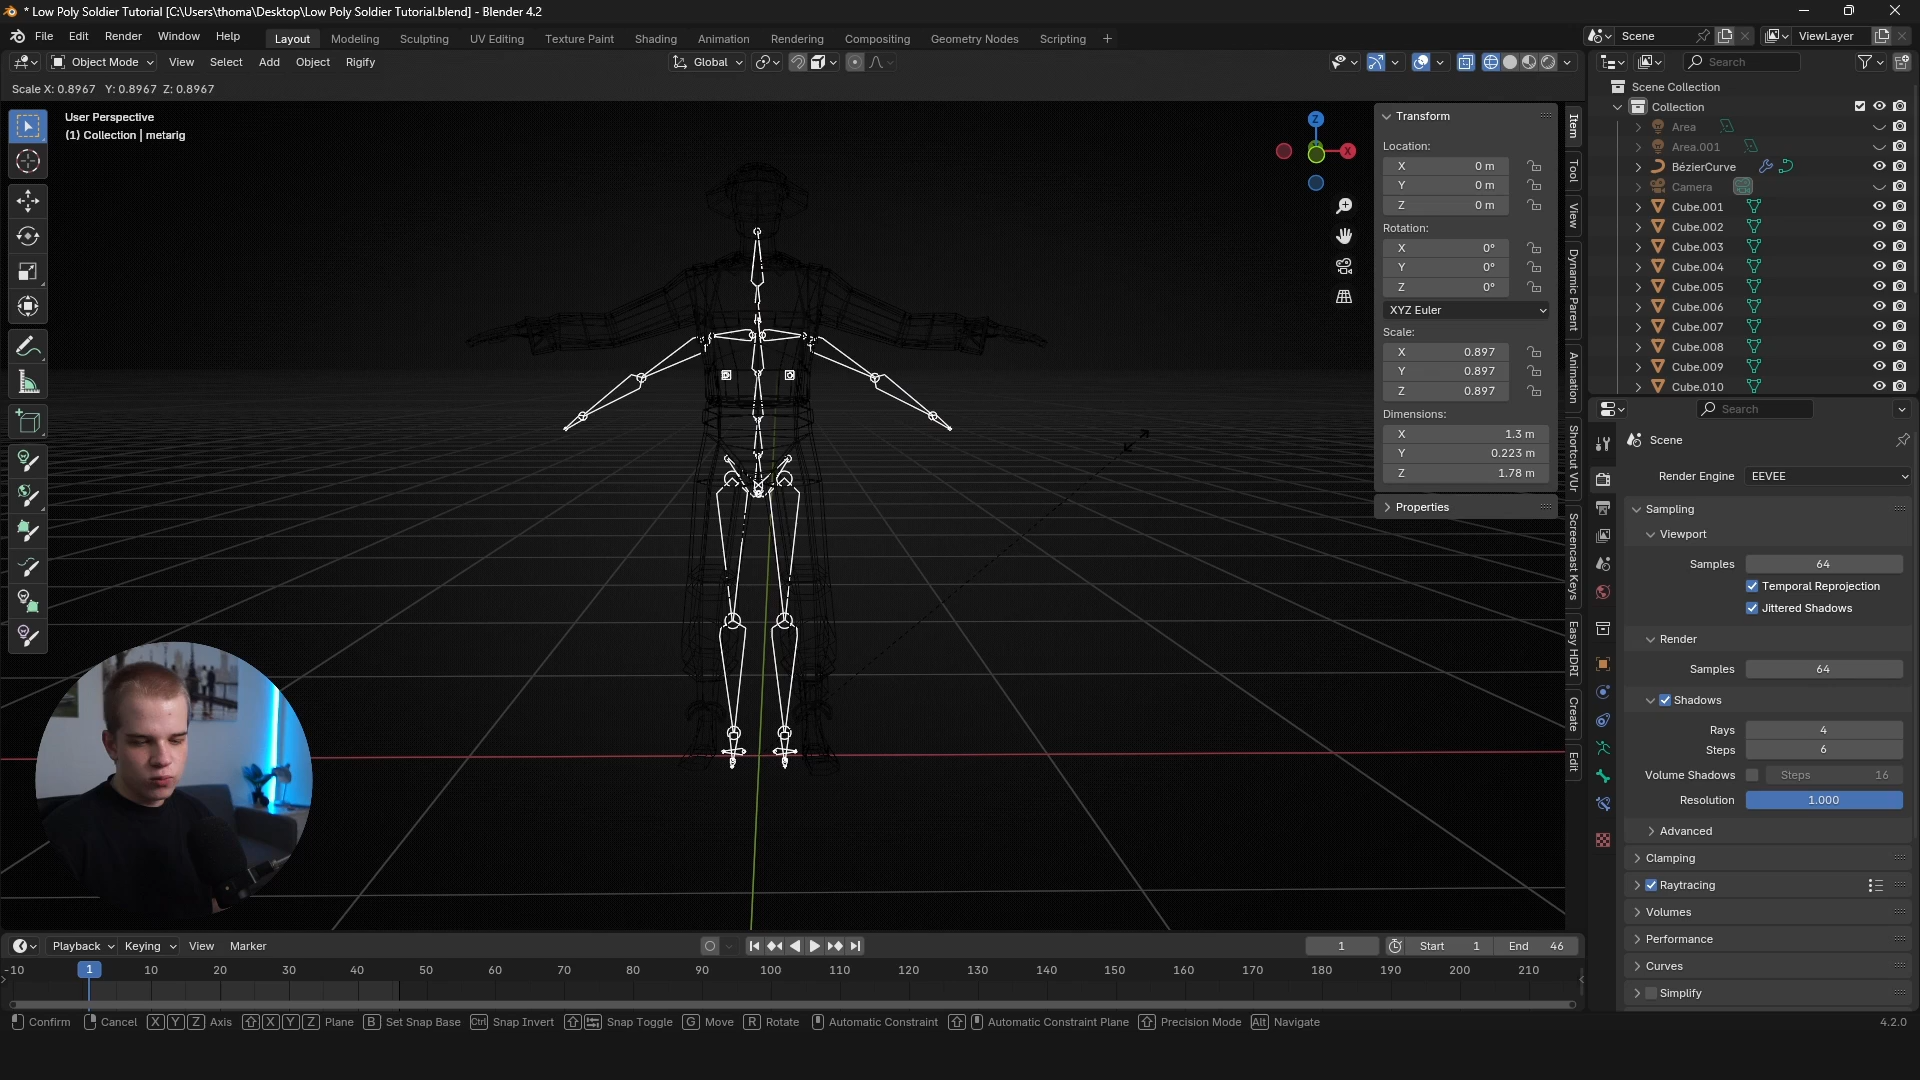 * Low Poly Soldier Tutorial [C:\Users\thoma\Desktop\Low Poly Soldier Tutorial.blend] - Blender 4.2
File Edit Render Window Help
Layout Modeling Sculpting UV Editing Texture Paint Shading Animation Rendering Compositing Geometry Nodes Scripting +
Scene ViewLayer
Object Mode View Select Add Object Rigify
Global
Search
Scale X: 0.8967 Y: 0.8967 Z: 0.8967
User Perspective
(1) Collection | metarig
Z
X
Transform
Location:
X 0 m
Y 0 m
Z 0 m
Rotation:
X 0°
Y 0°
Z 0°
XYZ Euler
Scale:
X 0.897
Y 0.897
Z 0.897
Dimensions:
X 1.3 m
Y 0.223 m
Z 1.78 m
Properties
Item
Tool
View
Dynamic Parent
Animation
Shortcut VUr
Screencast Keys
Easy HDRI
Create
Edit
Scene Collection
Collection
Area
Area.001
BézierCurve
Camera
Cube.001
Cube.002
Cube.003
Cube.004
Cube.005
Cube.006
Cube.007
Cube.008
Cube.009
Cube.010
Search
Scene
Render Engine EEVEE
Sampling
Viewport
Samples 64
Temporal Reprojection
Jittered Shadows
Render
Samples 64
Shadows
Rays 4
Steps 6
Volume Shadows Steps 16
Resolution 1.000
Advanced
Clamping
Raytracing
Volumes
Performance
Curves
Simplify
Playback Keying View Marker
1 Start 1 End 46
-10 1 10 20 30 40 50 60 70 80 90 100 110 120 130 140 150 160 170 180 190 200 210
Confirm Cancel X Y Z Axis X Y Z Plane B Set Snap Base Ctrl Snap Invert Snap Toggle G Move R Rotate Automatic Constraint Automatic Constraint Plane Precision Mode Alt Navigate
4.2.0